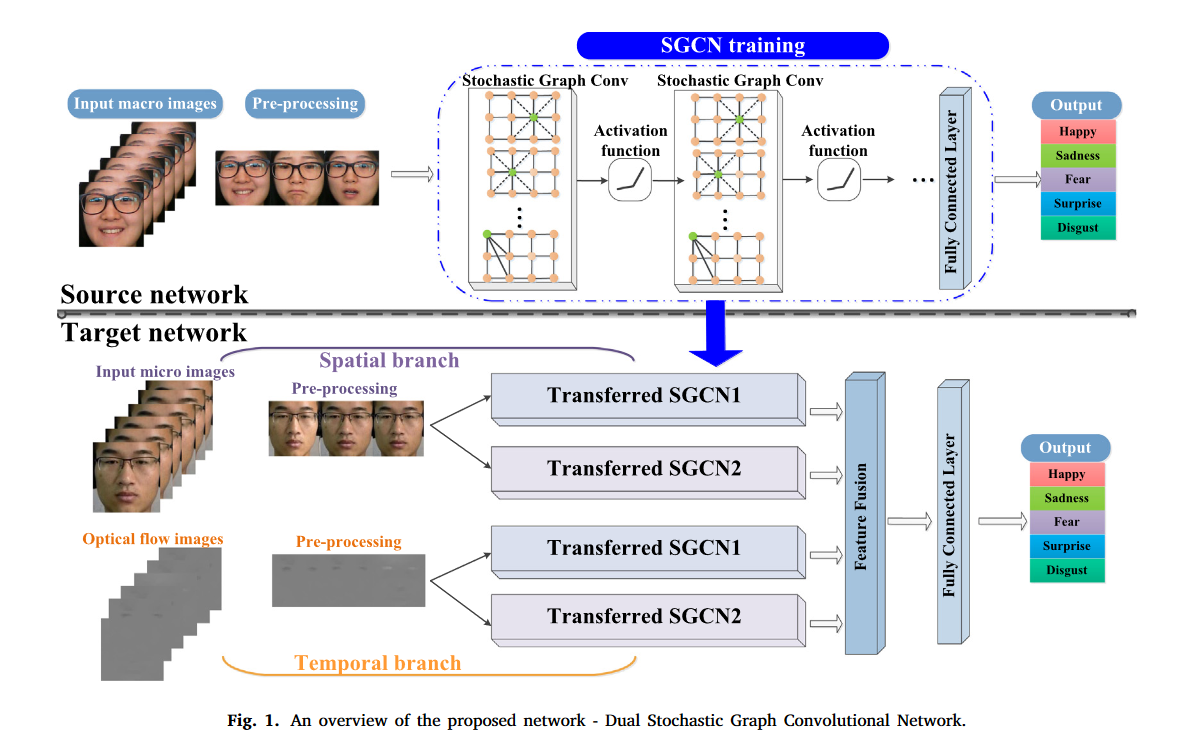 SGCN training
Stochastic Graph Conv
Stochastic Graph Conv
Input macro images
Pre-processing
Activation
function
Activation
function
...
Fully Connected Layer
Output
Happy
Sadness
Fear
Surprise
Disgust
Source network
Target network
Spatial branch
Input micro images
Pre-processing
Transferred SGCN1
Transferred SGCN2
Optical flow images
Pre-processing
Transferred SGCN1
Transferred SGCN2
Temporal branch
Feature Fusion
Fully Connected Layer
Output
Happy
Sadness
Fear
Surprise
Disgust
Fig. 1. An overview of the proposed network - Dual Stochastic Graph Convolutional Network.